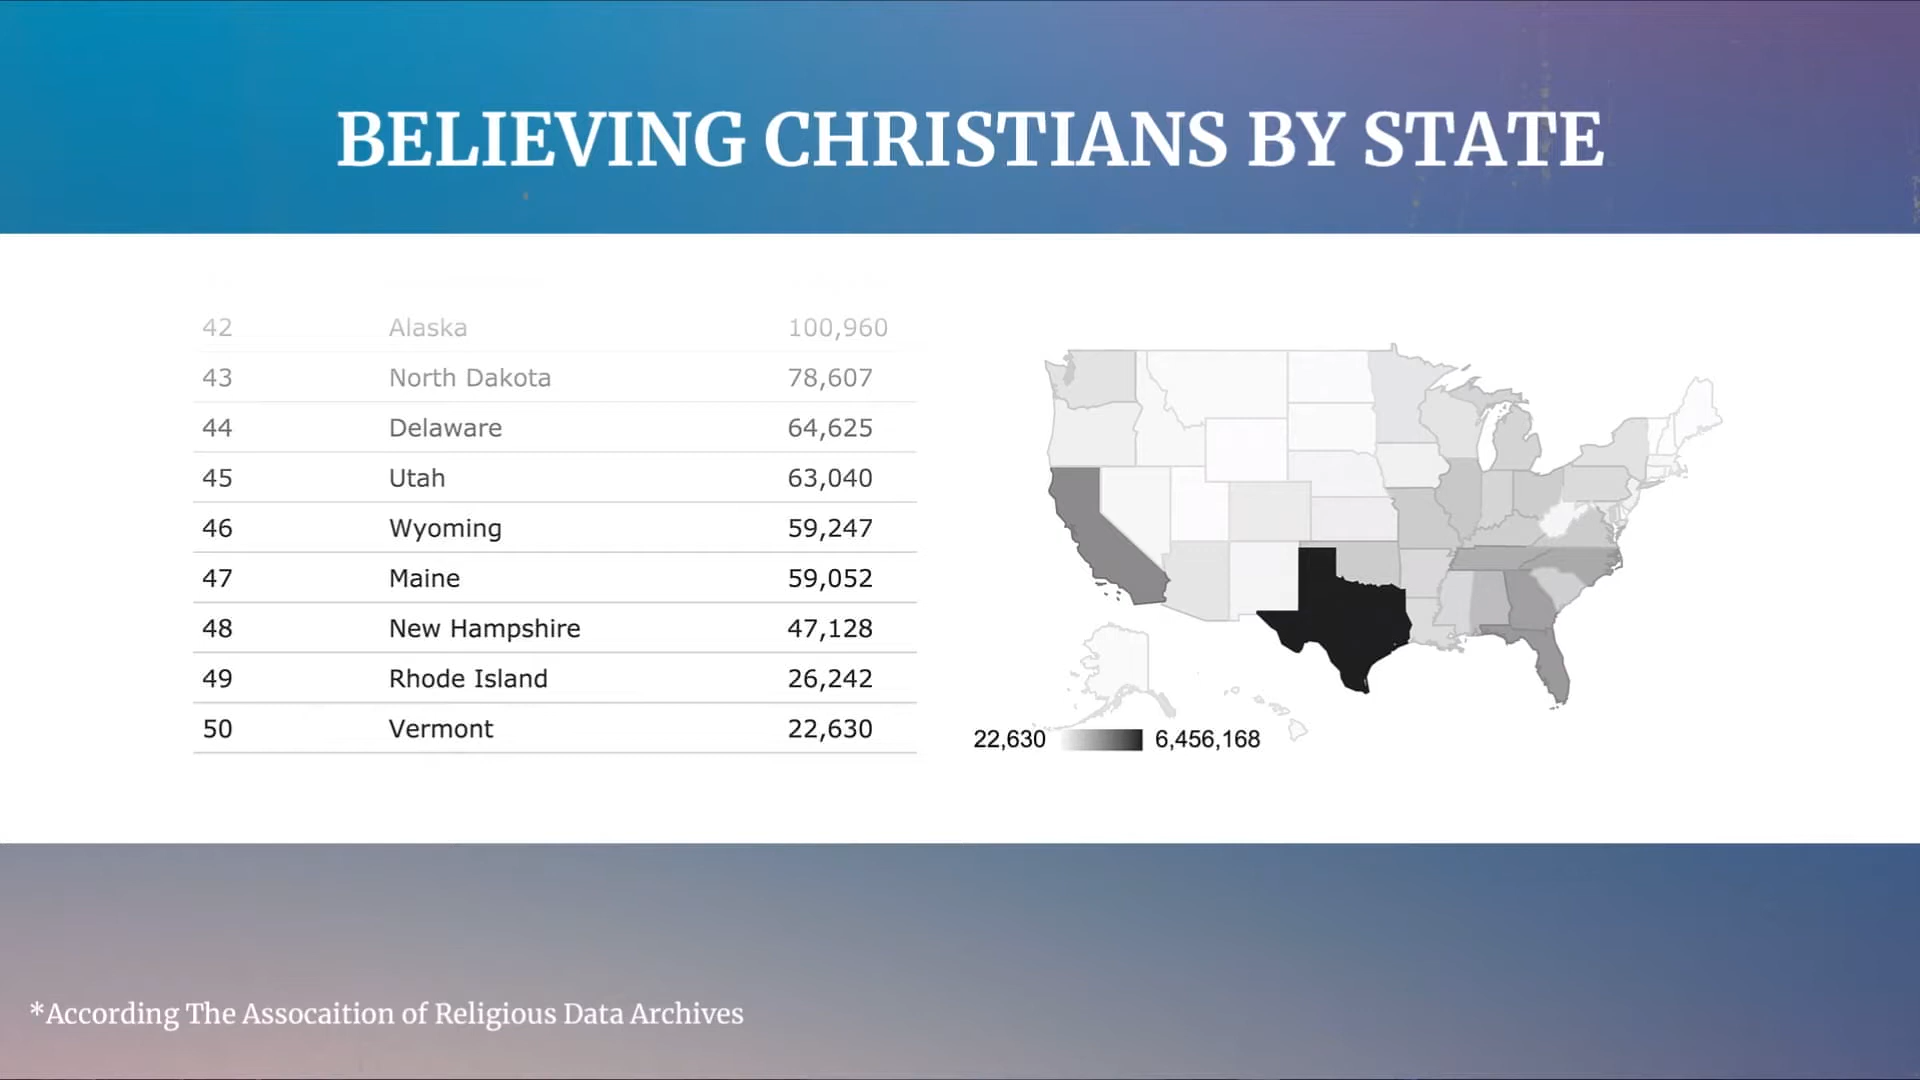 BELIEVING CHRISTIANS BY STATE
42 Alaska 100,960
43 North Dakota 78,607
44 Delaware 64,625
45 Utah 63,040
46 Wyoming 59,247
47 Maine 59,052
48 New Hampshire 47,128
49 Rhode Island 26,242
50 Vermont 22,630
22,630 6,456,168
*According The Assocaition of Religious Data Archives